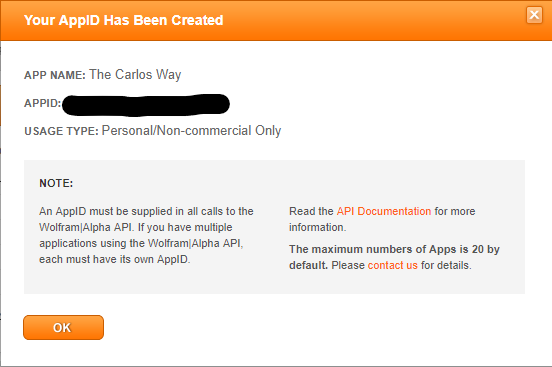 Your AppID Has Been Created
APP NAME: The Carlos Way
APPID:
USAGE TYPE: Personal/Non-commercial Only
NOTE:
An AppID must be supplied in all calls to the
Wolfram|Alpha API. If you have multiple
applications using the Wolfram|Alpha API,
each must have its own AppID.
Read the API Documentation for more
information.
The maximum numbers of Apps is 20 by
default. Please contact us for details.
OK